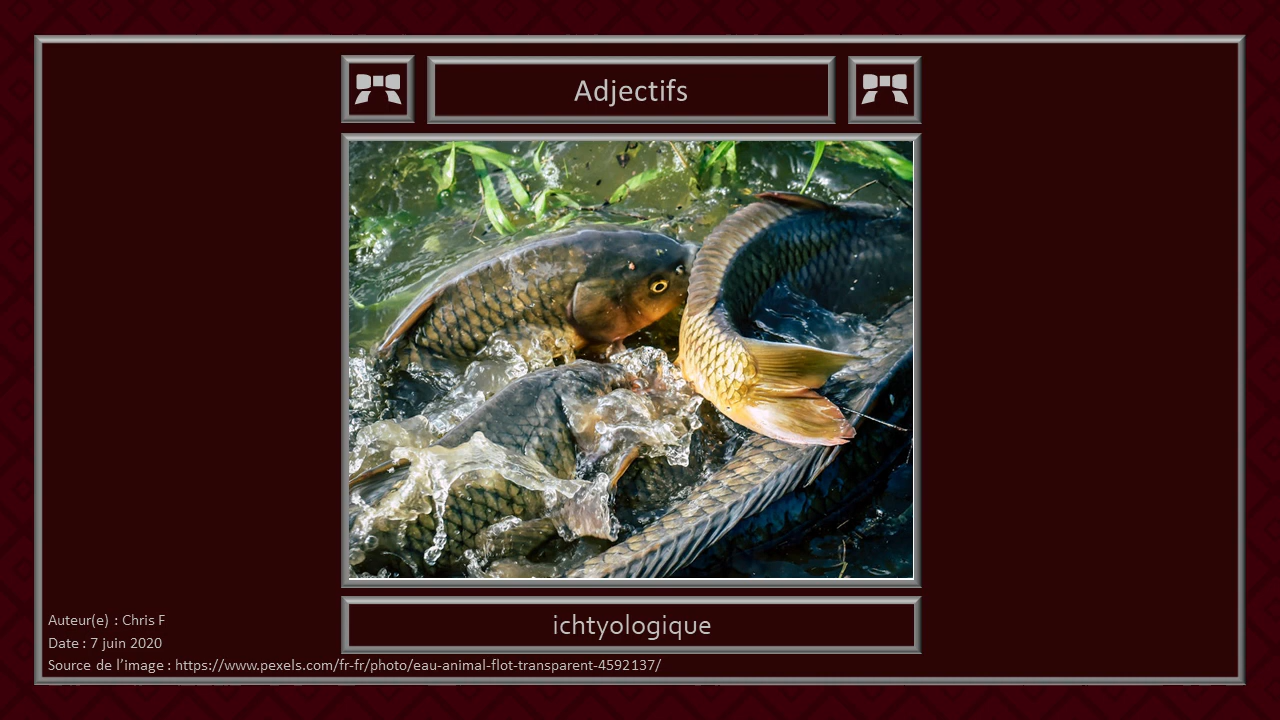 Adjectifs
ichtyologique
Auteur(e) : Chris F
Date : 7 juin 2020
Source de l’image : https://www.pexels.com/fr-fr/photo/eau-animal-flot-transparent-4592137/